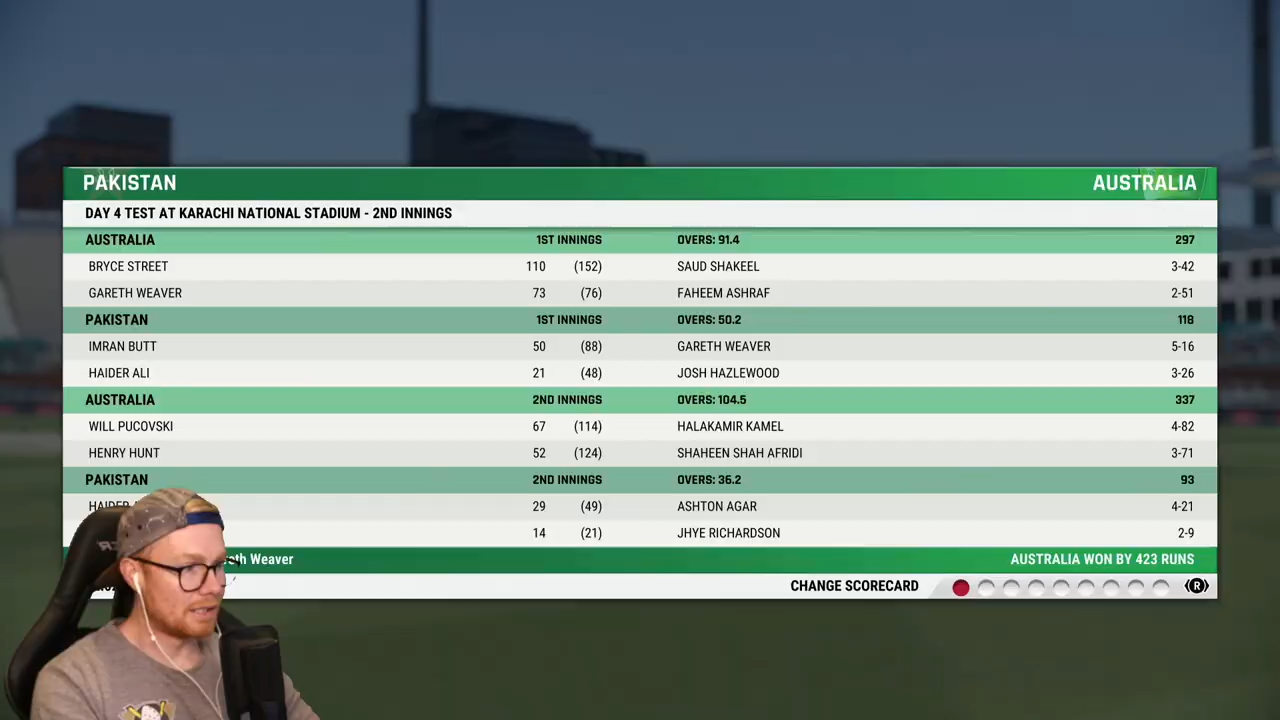 PAKISTAN AUSTRALIA
DAY 4 TEST AT KARACHI NATIONAL STADIUM - 2ND INNINGS
AUSTRALIA 1ST INNINGS OVERS: 91.4 297
BRYCE STREET 110 (152) SAUD SHAKEEL 3-42
GARETH WEAVER 73 (76) FAHEEM ASHRAF 2-51
PAKISTAN 1ST INNINGS OVERS: 50.2 118
IMRAN BUTT 50 (88) GARETH WEAVER 5-16
HAIDER ALI 21 (48) JOSH HAZLEWOOD 3-26
AUSTRALIA 2ND INNINGS OVERS: 104.5 337
WILL PUCOVSKI 67 (114) HALAKAMIR KAMEL 4-82
HENRY HUNT 52 (124) SHAHEEN SHAH AFRIDI 3-71
PAKISTAN 2ND INNINGS OVERS: 36.2 93
29 (49) ASHTON AGAR 4-21
14 (21) JHYE RICHARDSON 2-9
Weaver AUSTRALIA WON BY 423 RUNS
CHANGE SCORECARD R